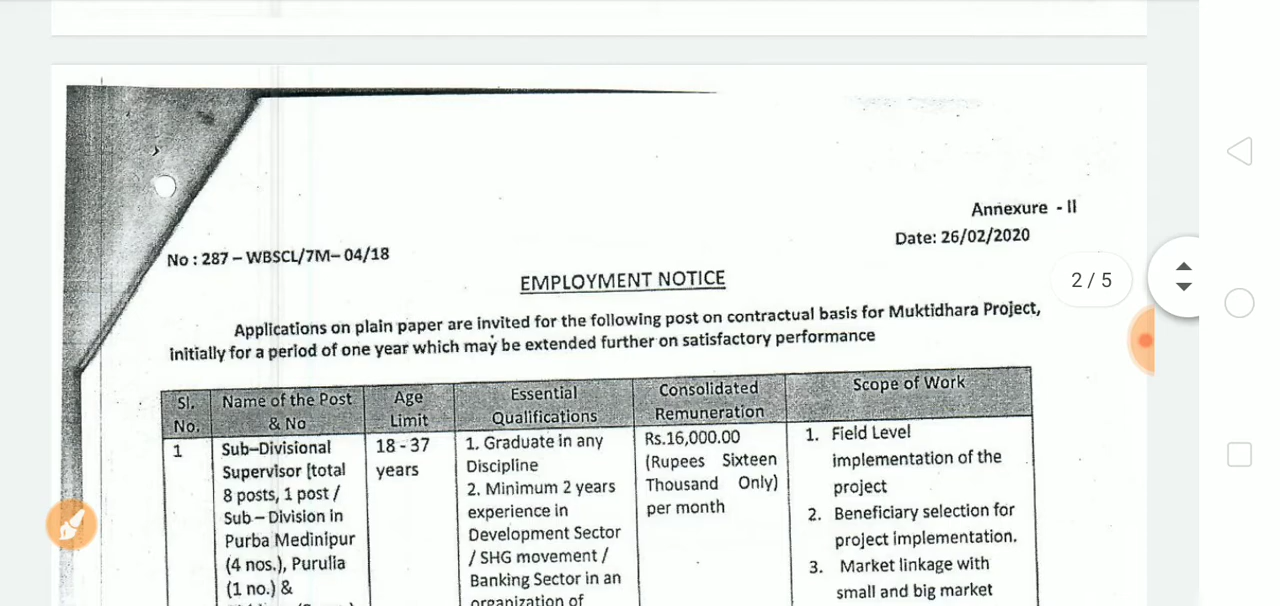 Annexure - II
Date: 26/02/2020
No : 287 – WBSCL/7M– 04/18
EMPLOYMENT NOTICE
2 / 5
Applications on plain paper are invited for the following post on contractual basis for Muktidhara Project,
initially for a period of one year which may be extended further on satisfactory performance
Sl. No.
Name of the Post & No
Age Limit
Essential Qualifications
Consolidated Remuneration
Scope of Work
1
Sub–Divisional
Supervisor [total
8 posts, 1 post /
Sub – Division in
Purba Medinipur
(4 nos.), Purulia
(1 no.) &
18 - 37
years
1. Graduate in any
Discipline
2. Minimum 2 years
experience in
Development Sector
/ SHG movement /
Banking Sector in an
organization of
Rs.16,000.00
(Rupees Sixteen
Thousand Only)
per month
1. Field Level
implementation of the
project
2. Beneficiary selection for
project implementation.
3. Market linkage with
small and big market